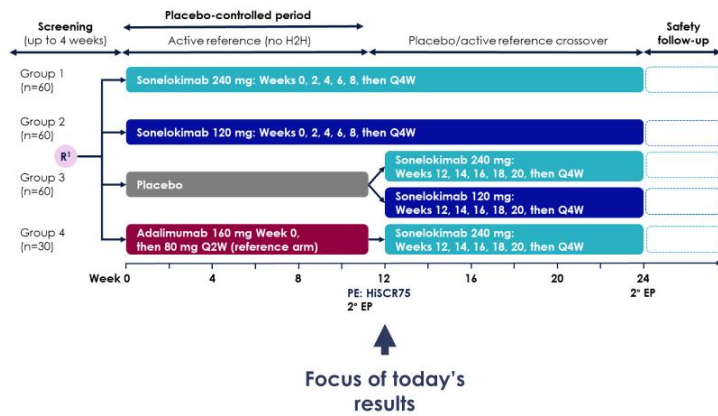 Screening
(up to 4 weeks)
Placebo-controlled period
Active reference (no H2H)
Placebo/active reference crossover
Safety
follow-up
Group 1
(n=60)
Sonelokimab 240 mg: Weeks 0, 2, 4, 6, 8, then Q4W
Group 2
(n=60)
Sonelokimab 120 mg: Weeks 0, 2, 4, 6, 8, then Q4W
R¹
Group 3
(n=60)
Placebo
Sonelokimab 240 mg:
Weeks 12, 14, 16, 18, 20, then Q4W
Sonelokimab 120 mg:
Weeks 12, 14, 16, 18, 20, then Q4W
Group 4
(n=30)
Adalimumab 160 mg Week 0,
then 80 mg Q2W (reference arm)
Sonelokimab 240 mg:
Weeks 12, 14, 16, 18, 20, then Q4W
Week 0 4 8 12 16 20 24
PE: HiSCR75
2° EP
2° EP
Focus of today's
results